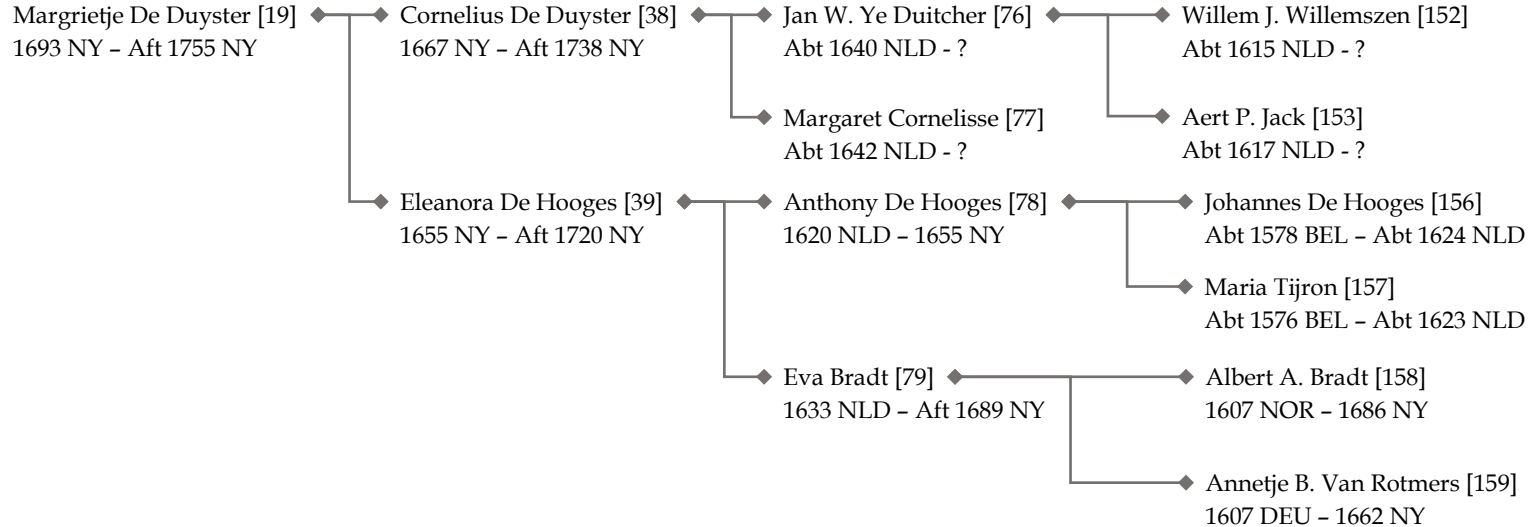 Margrietje De Duyster [19]
1693 NY – Aft 1755 NY
Cornelius De Duyster [38]
1667 NY – Aft 1738 NY
Jan W. Ye Duitcher [76]
Abt 1640 NLD - ?
Willem J. Willemszen [152]
Abt 1615 NLD - ?
Margaret Cornelisse [77]
Abt 1642 NLD - ?
Aert P. Jack [153]
Abt 1617 NLD - ?
Eleanora De Hooges [39]
1655 NY – Aft 1720 NY
Anthony De Hooges [78]
1620 NLD – 1655 NY
Johannes De Hooges [156]
Abt 1578 BEL – Abt 1624 NLD
Maria Tijron [157]
Abt 1576 BEL – Abt 1623 NLD
Eva Bradt [79]
1633 NLD – Aft 1689 NY
Albert A. Bradt [158]
1607 NOR – 1686 NY
Annetje B. Van Rotmers [159]
1607 DEU – 1662 NY